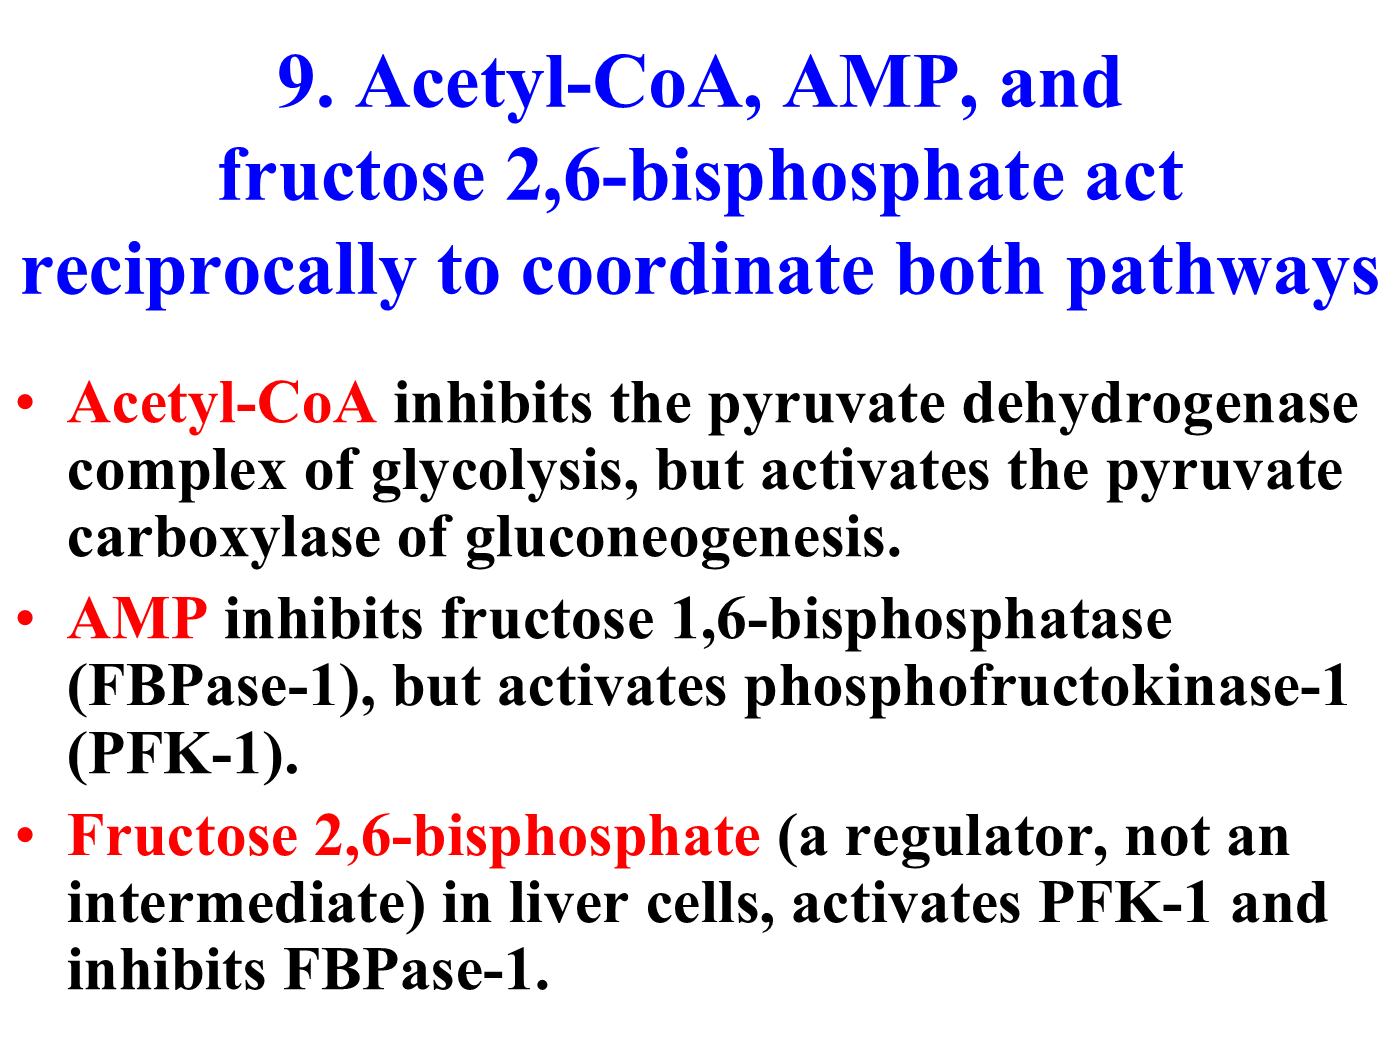 9. Acetyl-CoA, AMP, and
fructose 2,6-bisphosphate act
reciprocally to coordinate both pathways
• Acetyl-CoA inhibits the pyruvate dehydrogenase
complex of glycolysis, but activates the pyruvate
carboxylase of gluconeogenesis.
• AMP inhibits fructose 1,6-bisphosphatase
(FBPase-1), but activates phosphofructokinase-1
(PFK-1).
• Fructose 2,6-bisphosphate (a regulator, not an
intermediate) in liver cells, activates PFK-1 and
inhibits FBPase-1.